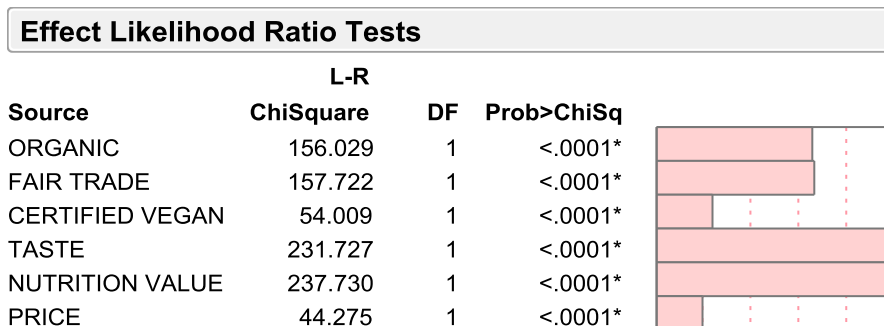 Effect Likelihood Ratio Tests
L-R
Source ChiSquare DF Prob>ChiSq
ORGANIC 156.029 1 <.0001*
FAIR TRADE 157.722 1 <.0001*
CERTIFIED VEGAN 54.009 1 <.0001*
TASTE 231.727 1 <.0001*
NUTRITION VALUE 237.730 1 <.0001*
PRICE 44.275 1 <.0001*